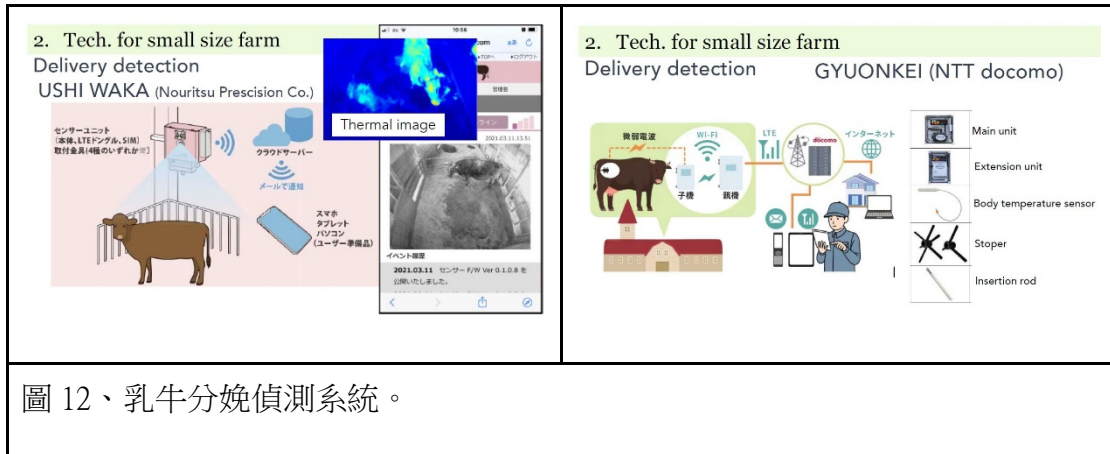 2. Tech. for small size farm
Delivery detection
USHI WAKA (Nouritsu Prescision Co.)
センサーユニット
(本体、LTEドングル、SIM)
取付金具(4種のいずれか※)
クラウドサーバー
メールで通知
スマホ
タブレット
パソコン
(ユーザー準備品)
10:06
Thermal image
2021.03.11
イベント履歴
2021.03.11 センサー F/W Ver 0.1.0.8 を
公開いたしました。
2. Tech. for small size farm
Delivery detection
GYUONKEI (NTT docomo)
微弱電波
Wi-Fi
LTE
döcomo
インターネット
子機
親機
Main unit
Extension unit
Body temperature sensor
Stoper
Insertion rod
圖 12、乳牛分娩偵測系統。